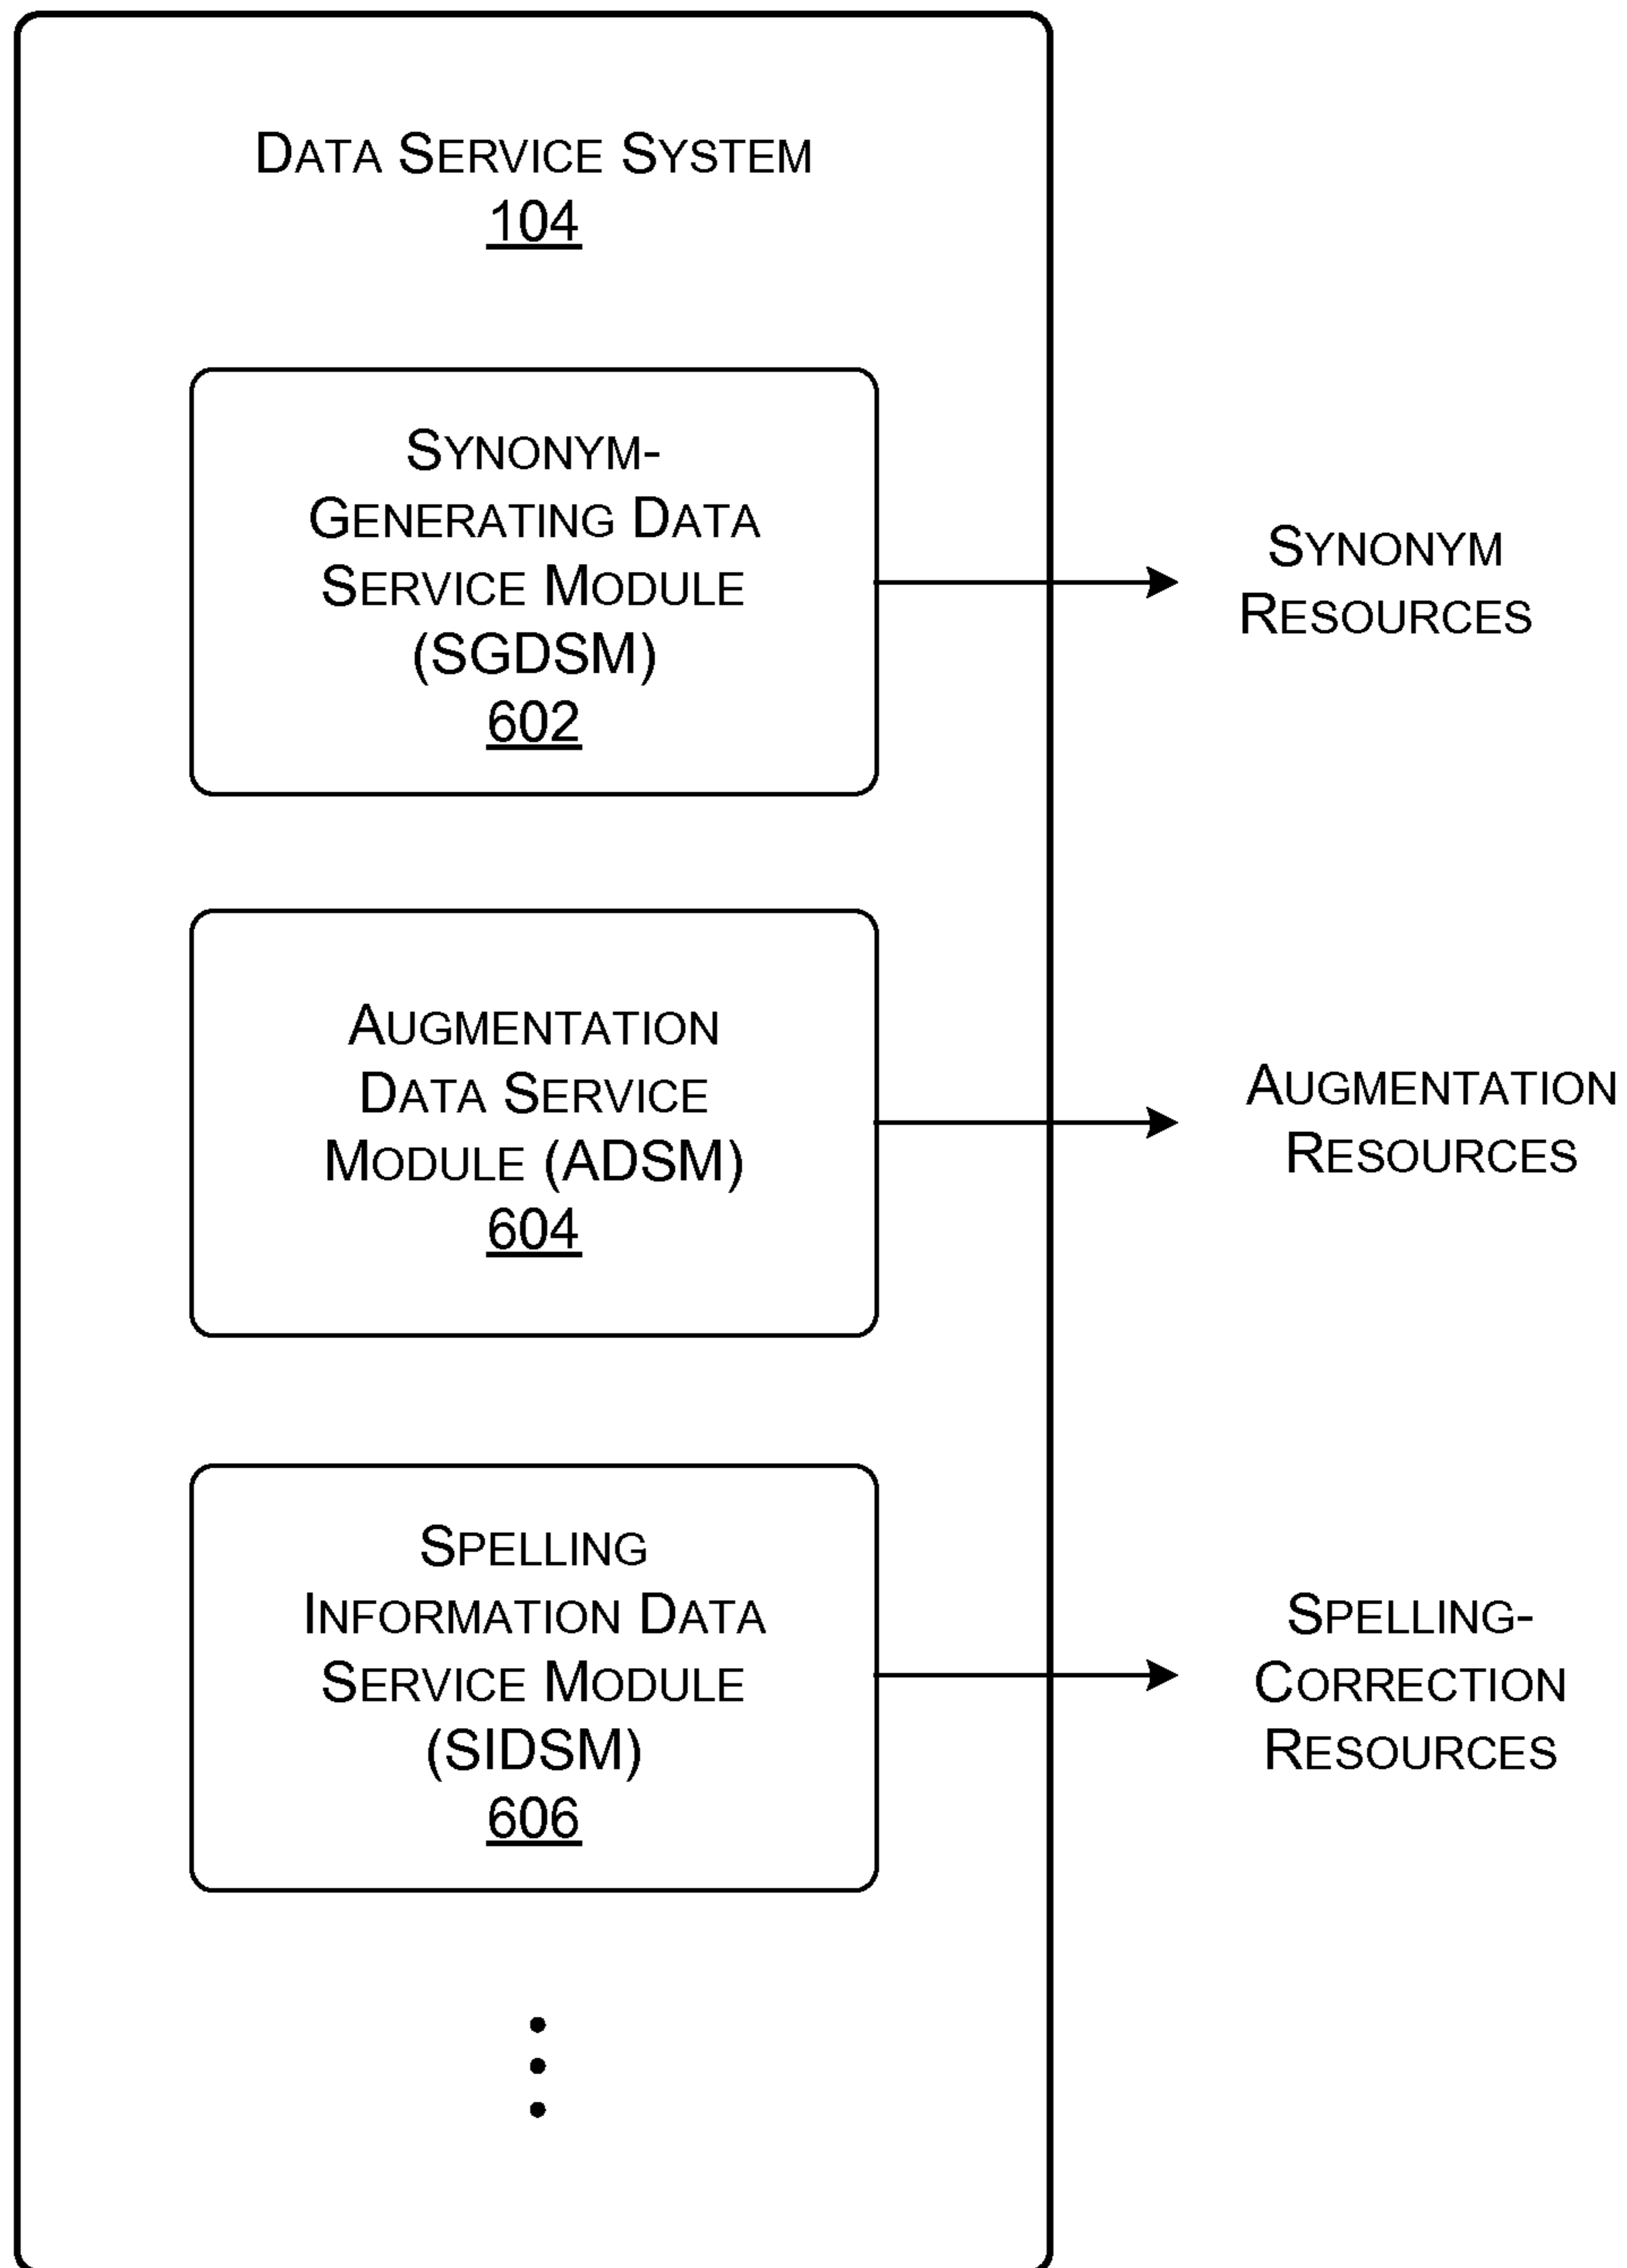 Data Service System
104
Synonym-
Generating Data
Service Module
(SGDSM)
602
Synonym
Resources
Augmentation
Data Service
Module (ADSM)
604
Augmentation
Resources
Spelling
Information Data
Service Module
(SIDSM)
606
Spelling-
Correction
Resources